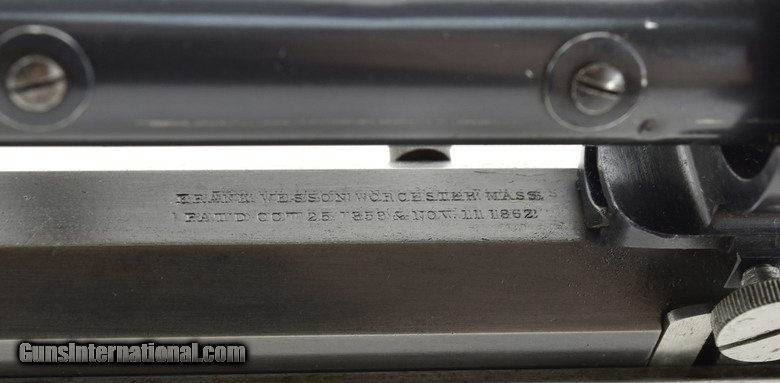 FRANK WESSON WORCESTER MASS.
PAT'D OCT 25 1859 & NOV. 11 1862
GunsInternational.com